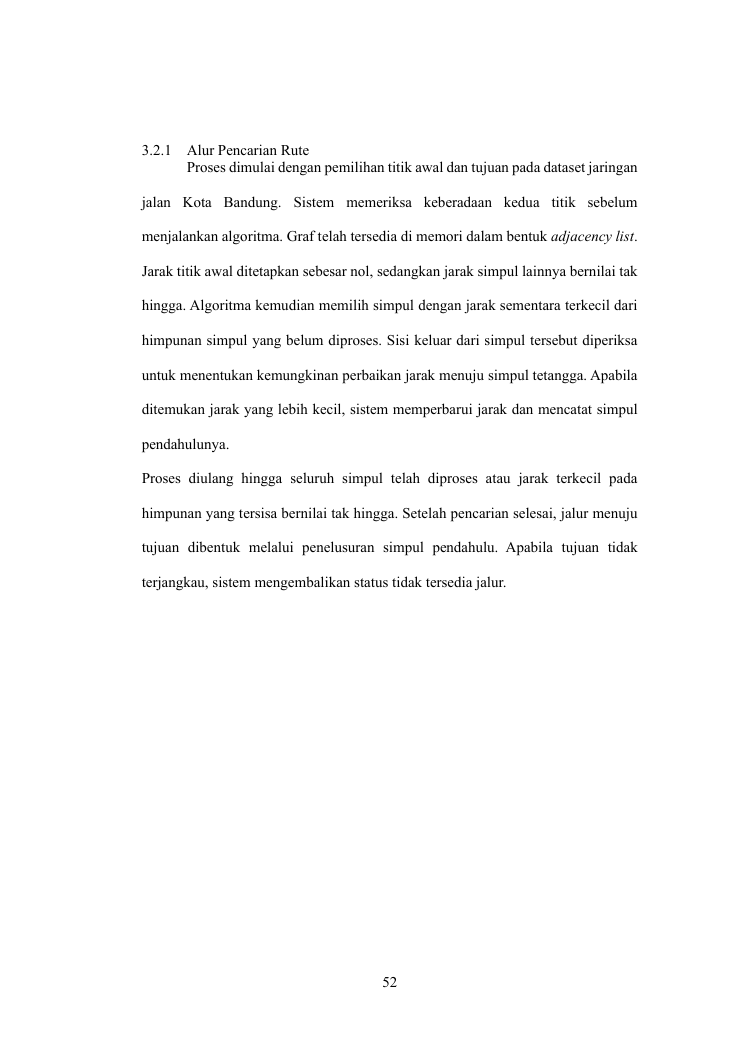 3.2.1 Alur Pencarian Rute
Proses dimulai dengan pemilihan titik awal dan tujuan pada dataset jaringan
jalan Kota Bandung. Sistem memeriksa keberadaan kedua titik sebelum
menjalankan algoritma. Graf telah tersedia di memori dalam bentuk adjacency list.
Jarak titik awal ditetapkan sebesar nol, sedangkan jarak simpul lainnya bernilai tak
hingga. Algoritma kemudian memilih simpul dengan jarak sementara terkecil dari
himpunan simpul yang belum diproses. Sisi keluar dari simpul tersebut diperiksa
untuk menentukan kemungkinan perbaikan jarak menuju simpul tetangga. Apabila
ditemukan jarak yang lebih kecil, sistem memperbarui jarak dan mencatat simpul
pendahulunya.
Proses diulang hingga seluruh simpul telah diproses atau jarak terkecil pada
himpunan yang tersisa bernilai tak hingga. Setelah pencarian selesai, jalur menuju
tujuan dibentuk melalui penelusuran simpul pendahulu. Apabila tujuan tidak
terjangkau, sistem mengembalikan status tidak tersedia jalur.
52